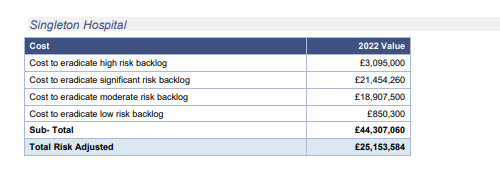 Singleton Hospital
Cost 2022 Value
Cost to eradicate high risk backlog £3,095,000
Cost to eradicate significant risk backlog £21,454,260
Cost to eradicate moderate risk backlog £18,907,500
Cost to eradicate low risk backlog £850,300
Sub- Total £44,307,060
Total Risk Adjusted £25,153,584